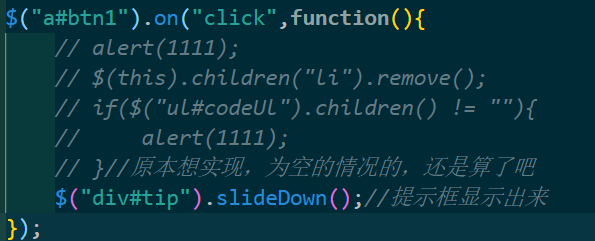 $("a#btn1").on("click",function(){
    // alert(1111);
    // $(this).children("li").remove();
    // if($("ul#codeUl").children() != ""){
    //     alert(1111);
    // }//原本想实现，为空的情况的，还是算了吧
    $("div#tip").slideDown();//提示框显示出来
});